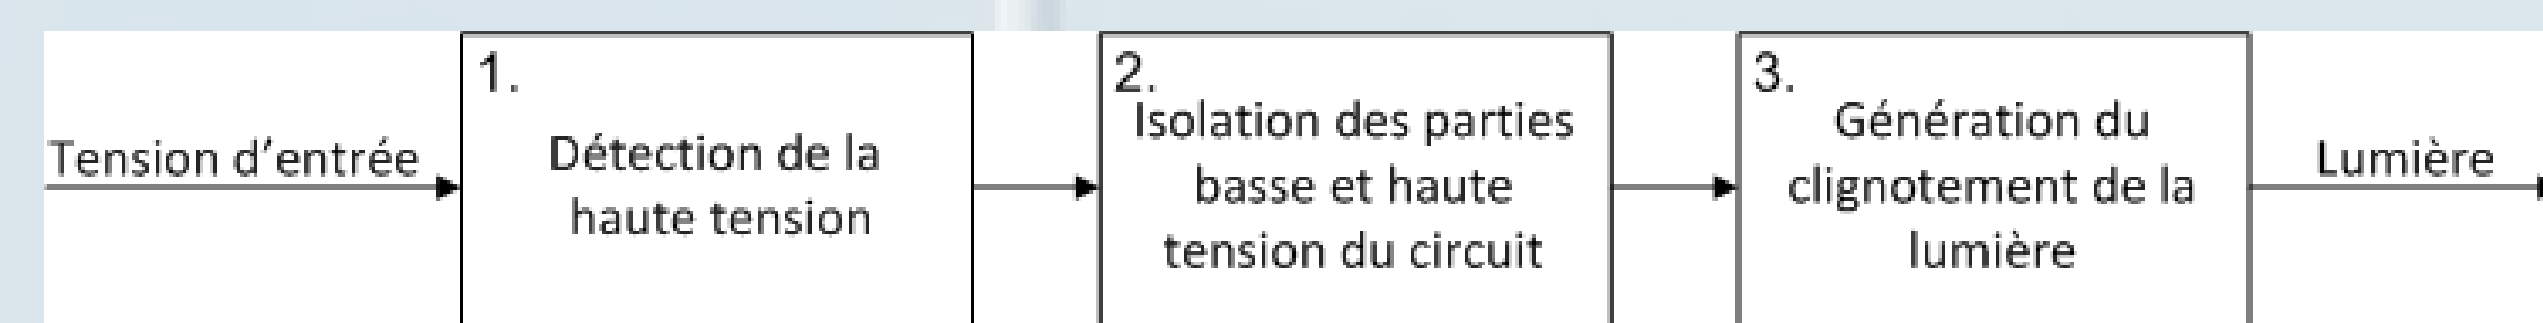 Tension d'entrée
1.
Détection de la
haute tension
2.
Isolation des parties
basse et haute
tension du circuit
3.
Génération du
clignotement de la
lumière
Lumière